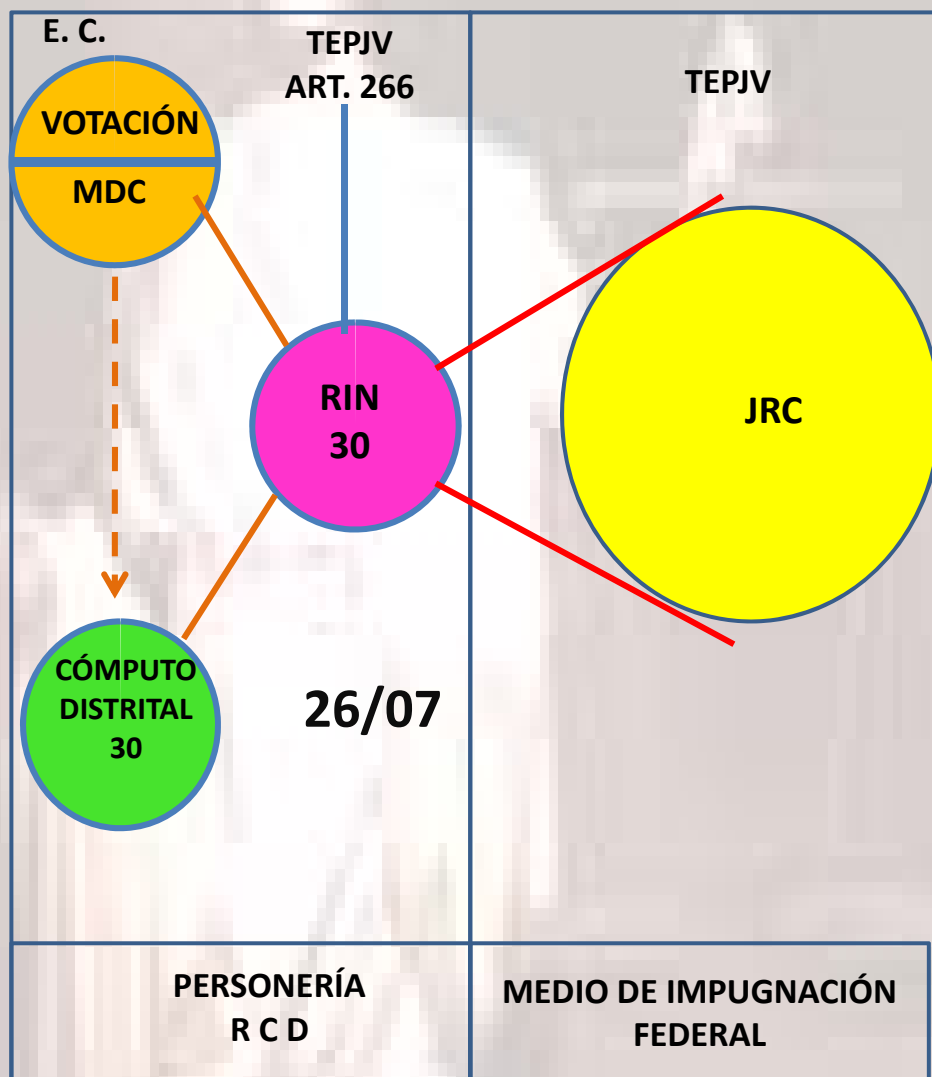 E. C.
VOTACIÓN
MDC
TEPJV
ART. 266
TEPJV
RIN
30
JRC
CÓMPUTO
DISTRITAL
30
26/07
PERSONERÍA
R C D
MEDIO DE IMPUGNACIÓN
FEDERAL